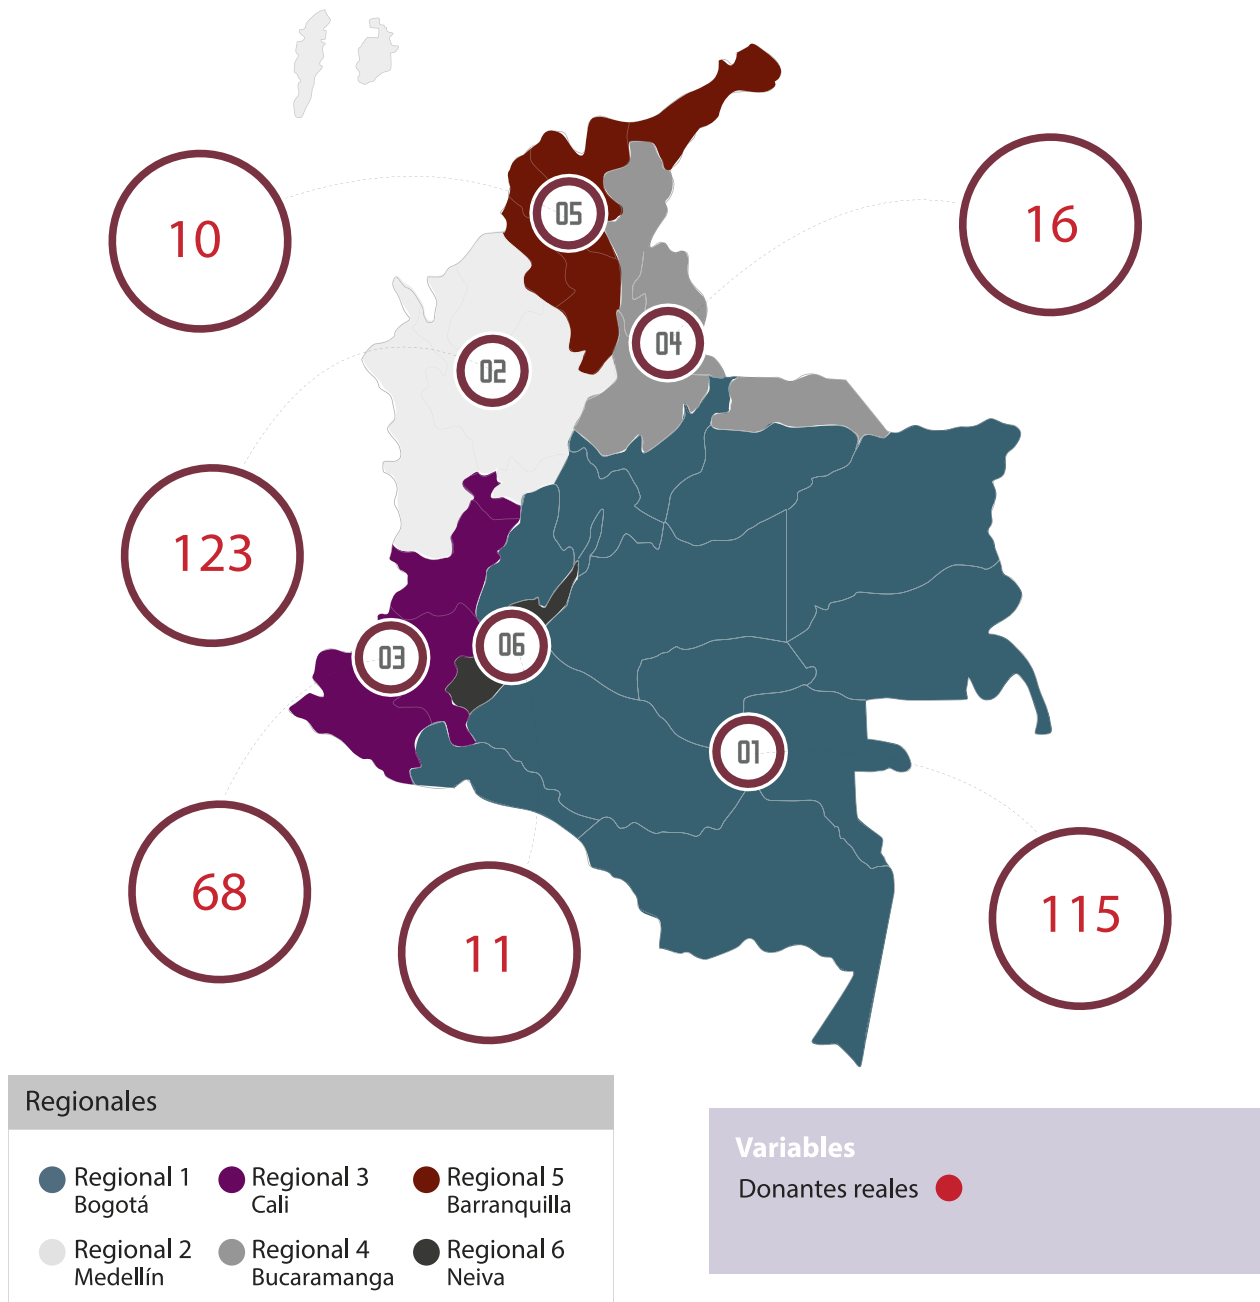 10
05
16
04
02
123
03
06
01
68
11
115
Regionales
Regional 1
Bogotá
Regional 3
Cali
Regional 5
Barranquilla
Regional 2
Medellín
Regional 4
Bucaramanga
Regional 6
Neiva
Variables
Donantes reales